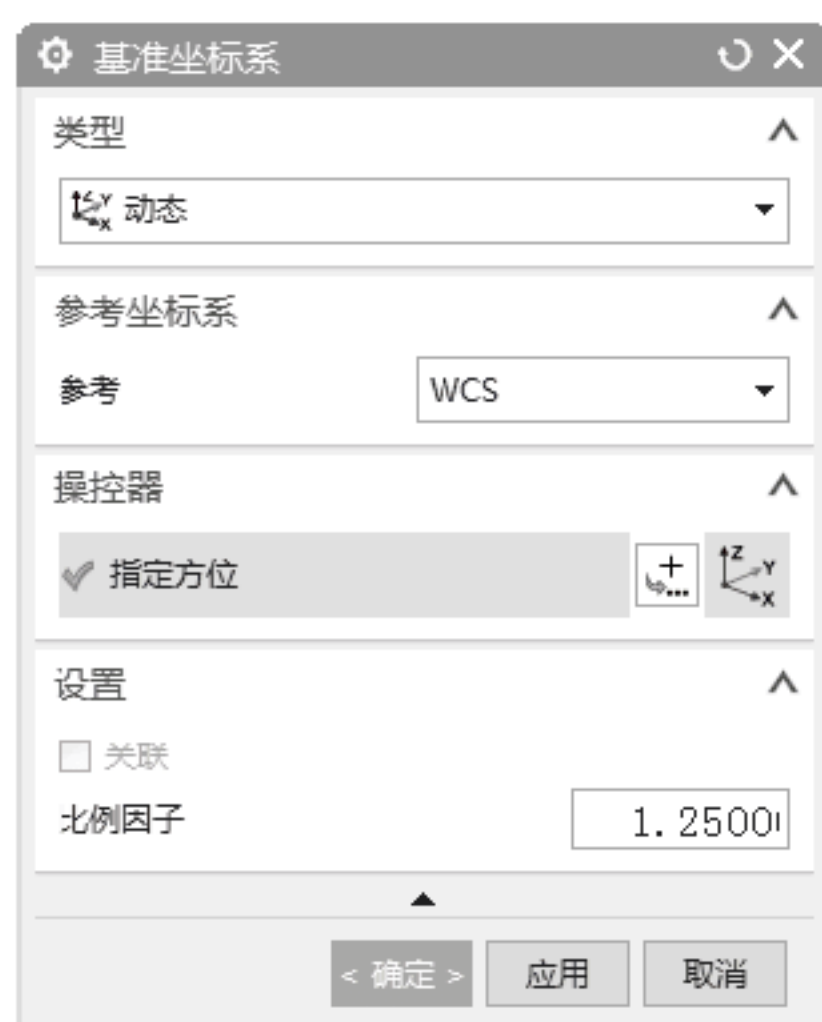 基准坐标系
类型
动态
参考坐标系
参考 WCS
操控器
指定方位
设置
关联
比例因子 1.2500
< 确定 > 应用 取消